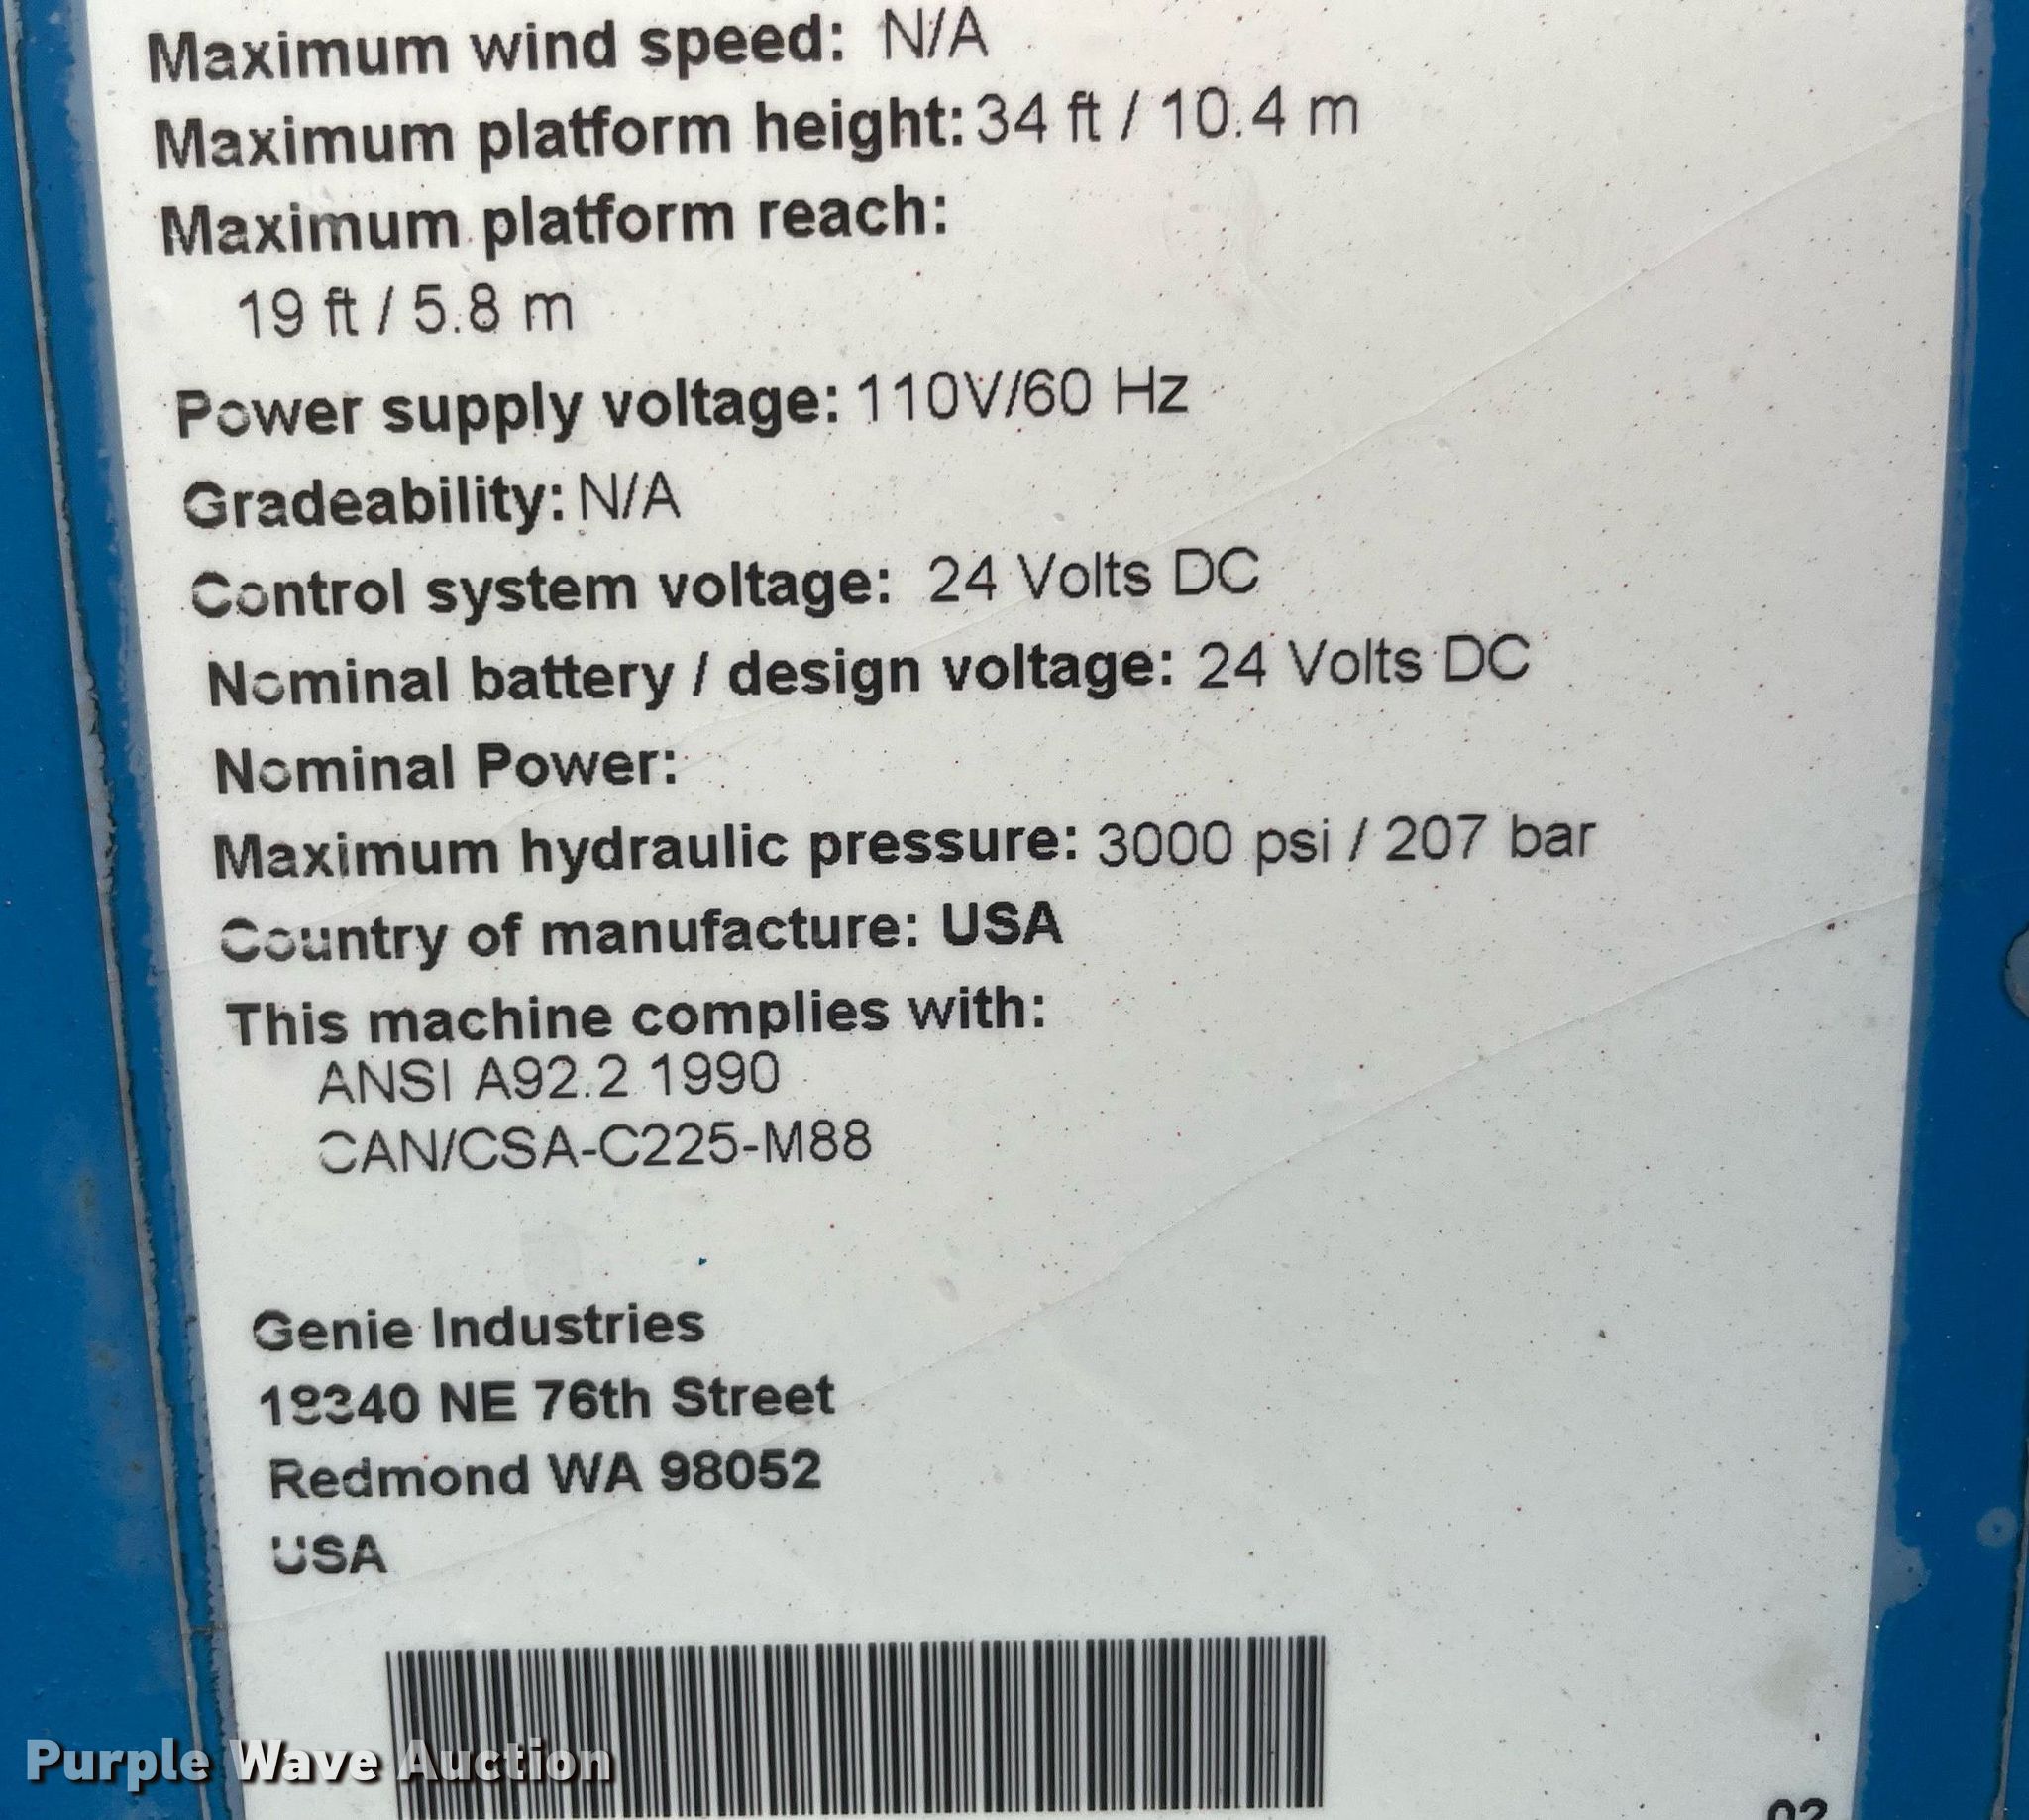 Maximum wind speed: N/A
Maximum platform height: 34 ft / 10.4 m
Maximum platform reach:
19 ft / 5.8 m
Power supply voltage: 110V/60 Hz
Gradeability: N/A
Control system voltage: 24 Volts DC
Nominal battery / design voltage: 24 Volts DC
Nominal Power:
Maximum hydraulic pressure: 3000 psi / 207 bar
Country of manufacture: USA
This machine complies with:
ANSI A92.2 1990
CAN/CSA-C225-M88
Genie Industries
18340 NE 76th Street
Redmond WA 98052
USA
Purple Wave Auction